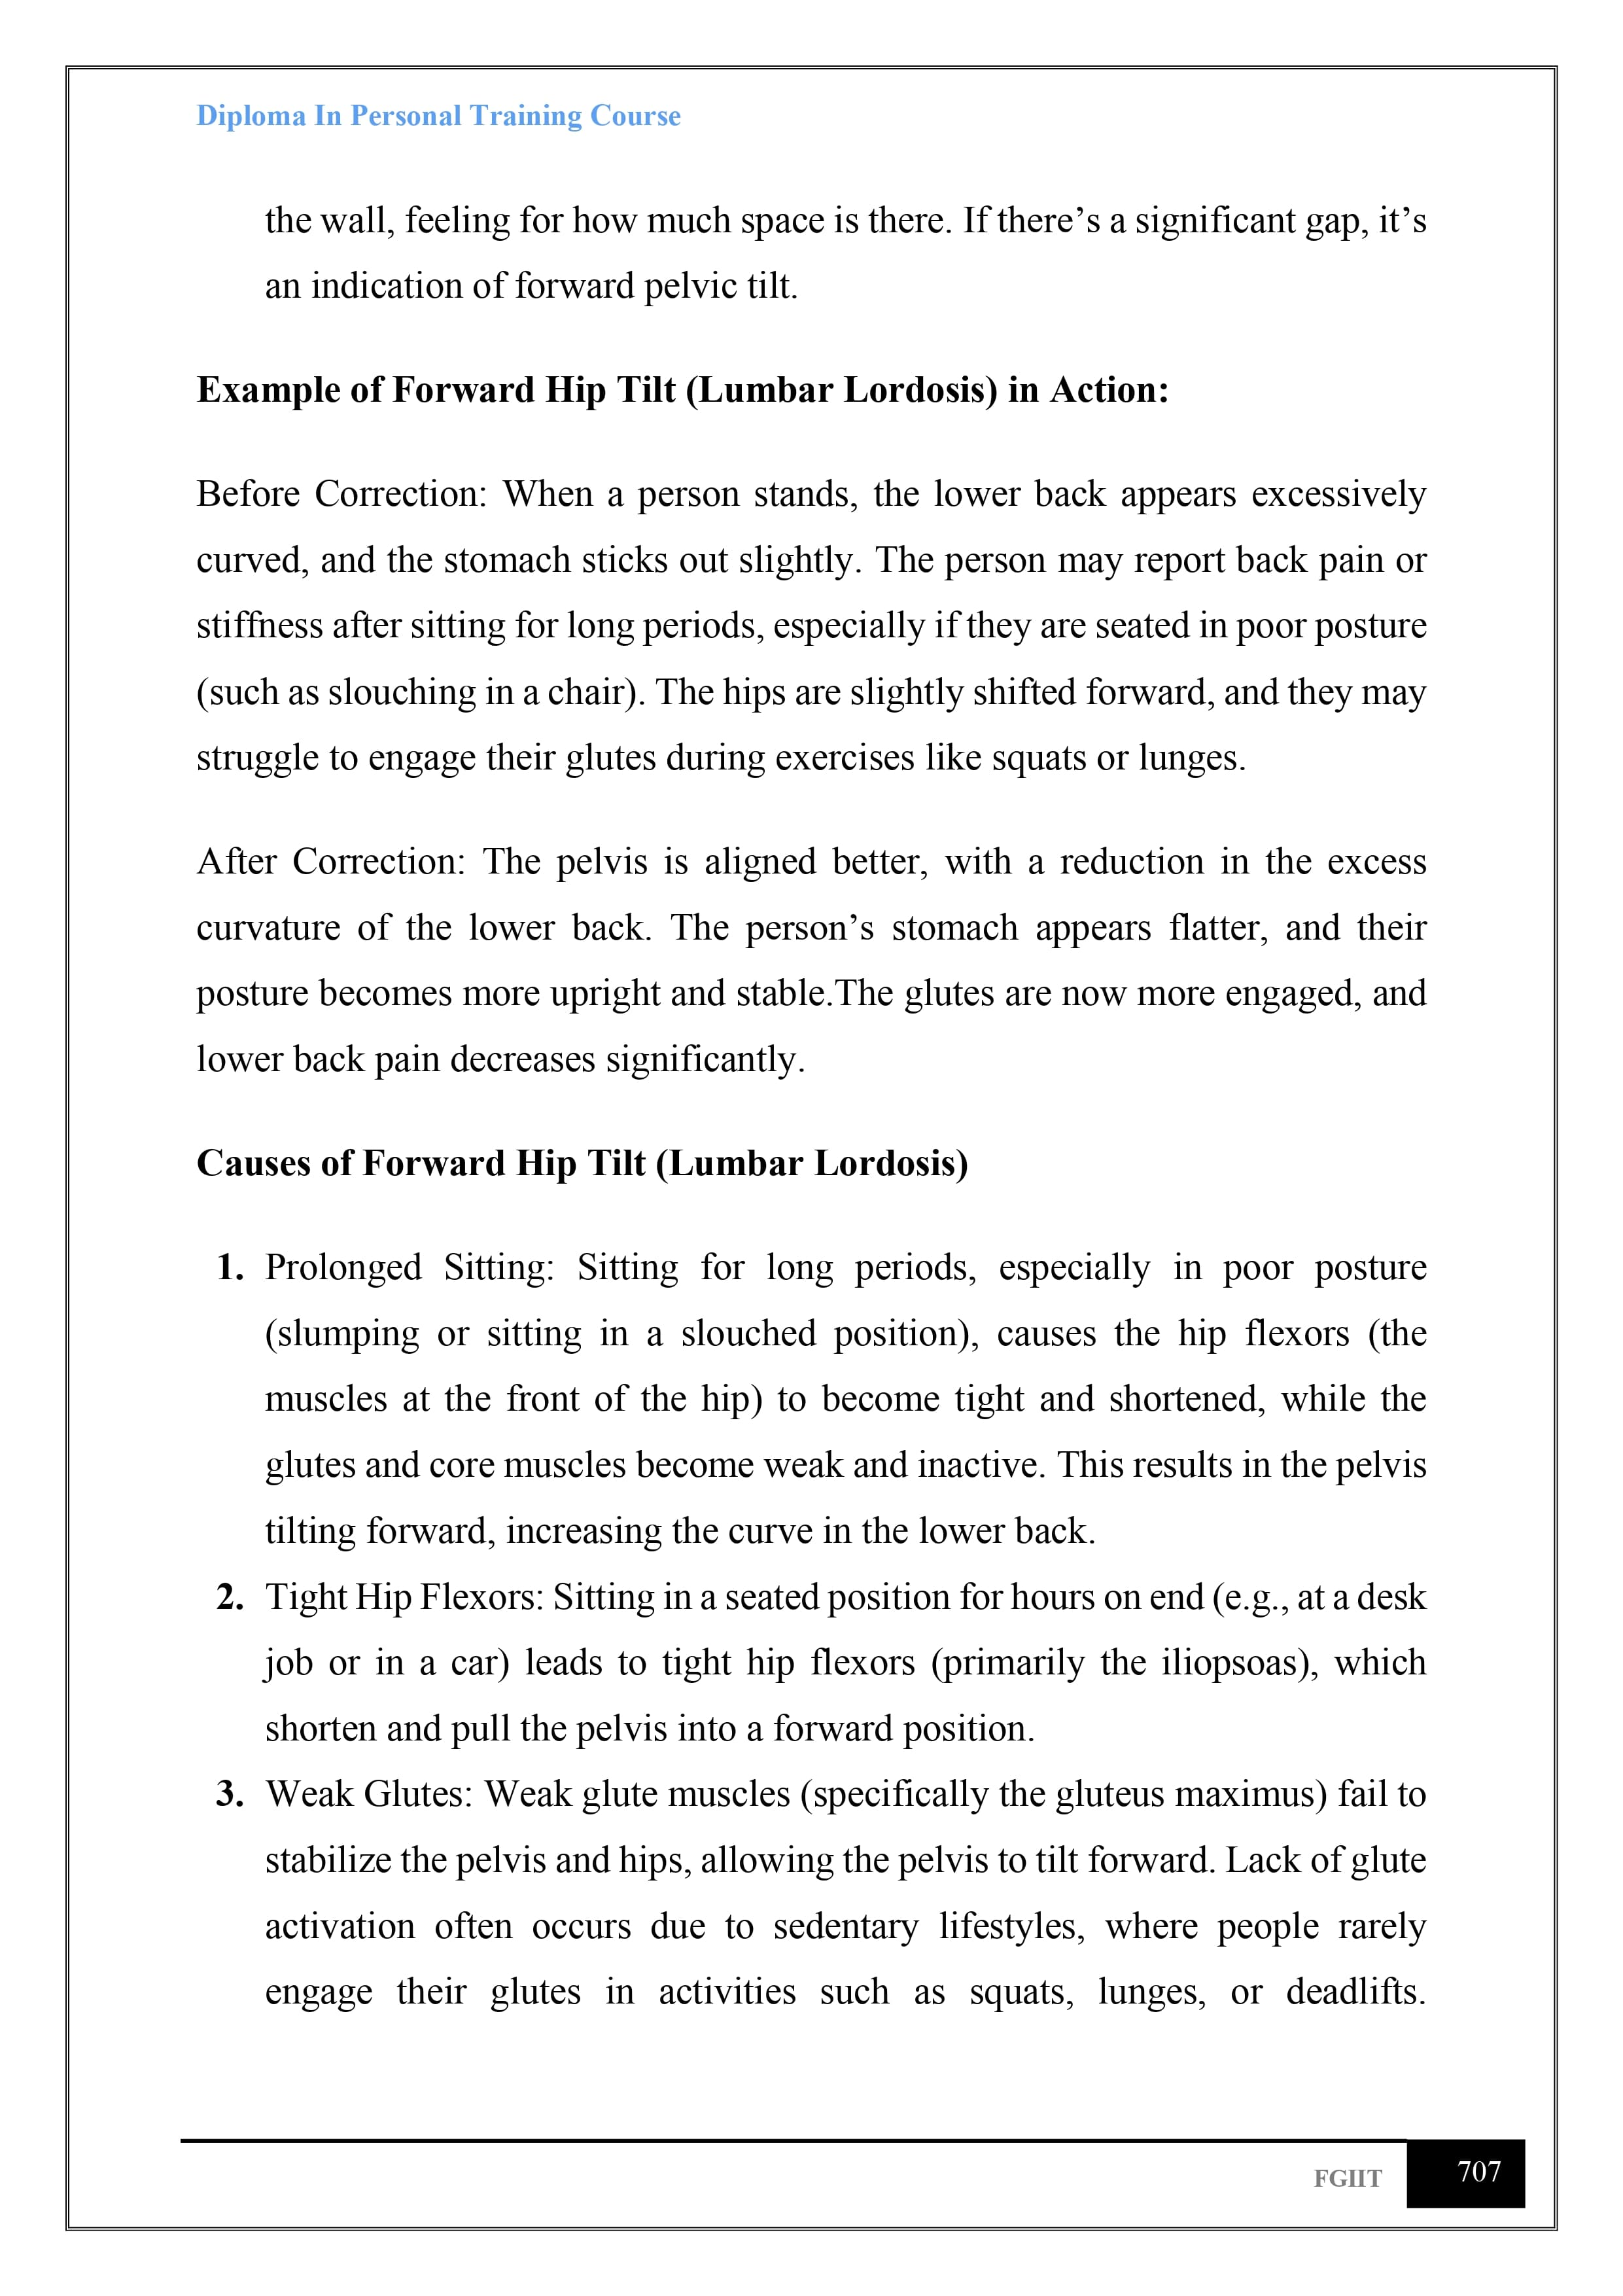 Diploma In Personal Training Course
the wall, feeling for how much space is there. If there’s a significant gap, it’s
an indication of forward pelvic tilt.
Example of Forward Hip Tilt (Lumbar Lordosis) in Action:
Before Correction: When a person stands, the lower back appears excessively
curved, and the stomach sticks out slightly. The person may report back pain or
stiffness after sitting for long periods, especially if they are seated in poor posture
(such as slouching in a chair). The hips are slightly shifted forward, and they may
struggle to engage their glutes during exercises like squats or lunges.
After Correction: The pelvis is aligned better, with a reduction in the excess
curvature of the lower back. The person’s stomach appears flatter, and their
posture becomes more upright and stable.The glutes are now more engaged, and
lower back pain decreases significantly.
Causes of Forward Hip Tilt (Lumbar Lordosis)
1. Prolonged Sitting: Sitting for long periods, especially in poor posture
(slumping or sitting in a slouched position), causes the hip flexors (the
muscles at the front of the hip) to become tight and shortened, while the
glutes and core muscles become weak and inactive. This results in the pelvis
tilting forward, increasing the curve in the lower back.
2. Tight Hip Flexors: Sitting in a seated position for hours on end (e.g., at a desk
job or in a car) leads to tight hip flexors (primarily the iliopsoas), which
shorten and pull the pelvis into a forward position.
3. Weak Glutes: Weak glute muscles (specifically the gluteus maximus) fail to
stabilize the pelvis and hips, allowing the pelvis to tilt forward. Lack of glute
activation often occurs due to sedentary lifestyles, where people rarely
engage their glutes in activities such as squats, lunges, or deadlifts.
FGIIT
707